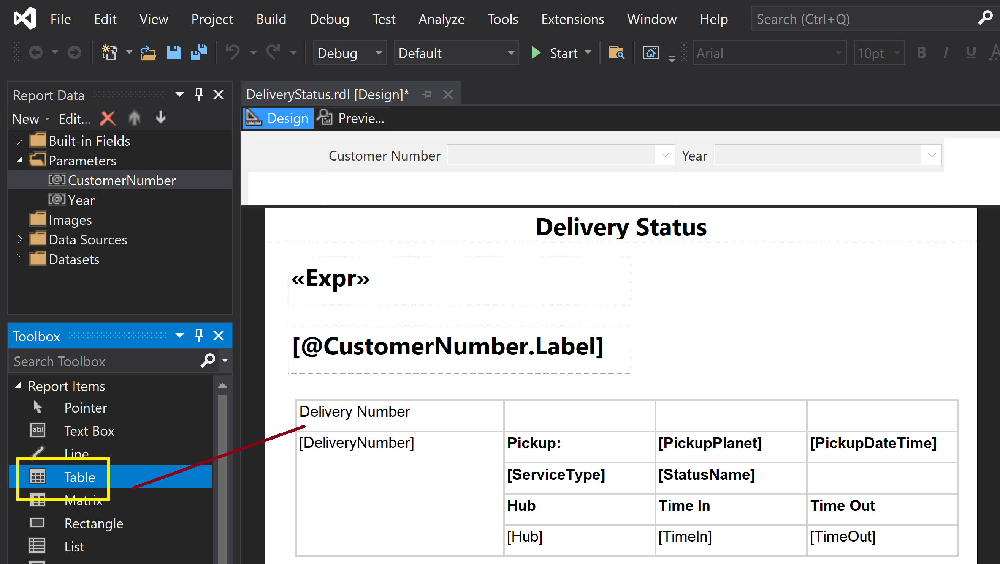 File Edit View Project Build Debug Test Analyze Tools Extensions Window Help Search (Ctrl+Q)
Debug Default Start Arial 10pt B I U A
Report Data
New Edit...
Built-in Fields
Parameters
[@] CustomerNumber
[@] Year
Images
Data Sources
Datasets
Toolbox
Search Toolbox
Report Items
Pointer
abl Text Box
Line
Table
Matrix
Rectangle
List
DeliveryStatus.rdl [Design]*
Design Previe...
Customer Number Year
Delivery Status
«Expr»
[@CustomerNumber.Label]
Delivery Number
[DeliveryNumber] Pickup: [PickupPlanet] [PickupDateTime]
[ServiceType] [StatusName]
Hub Time In Time Out
[Hub] [TimeIn] [TimeOut]